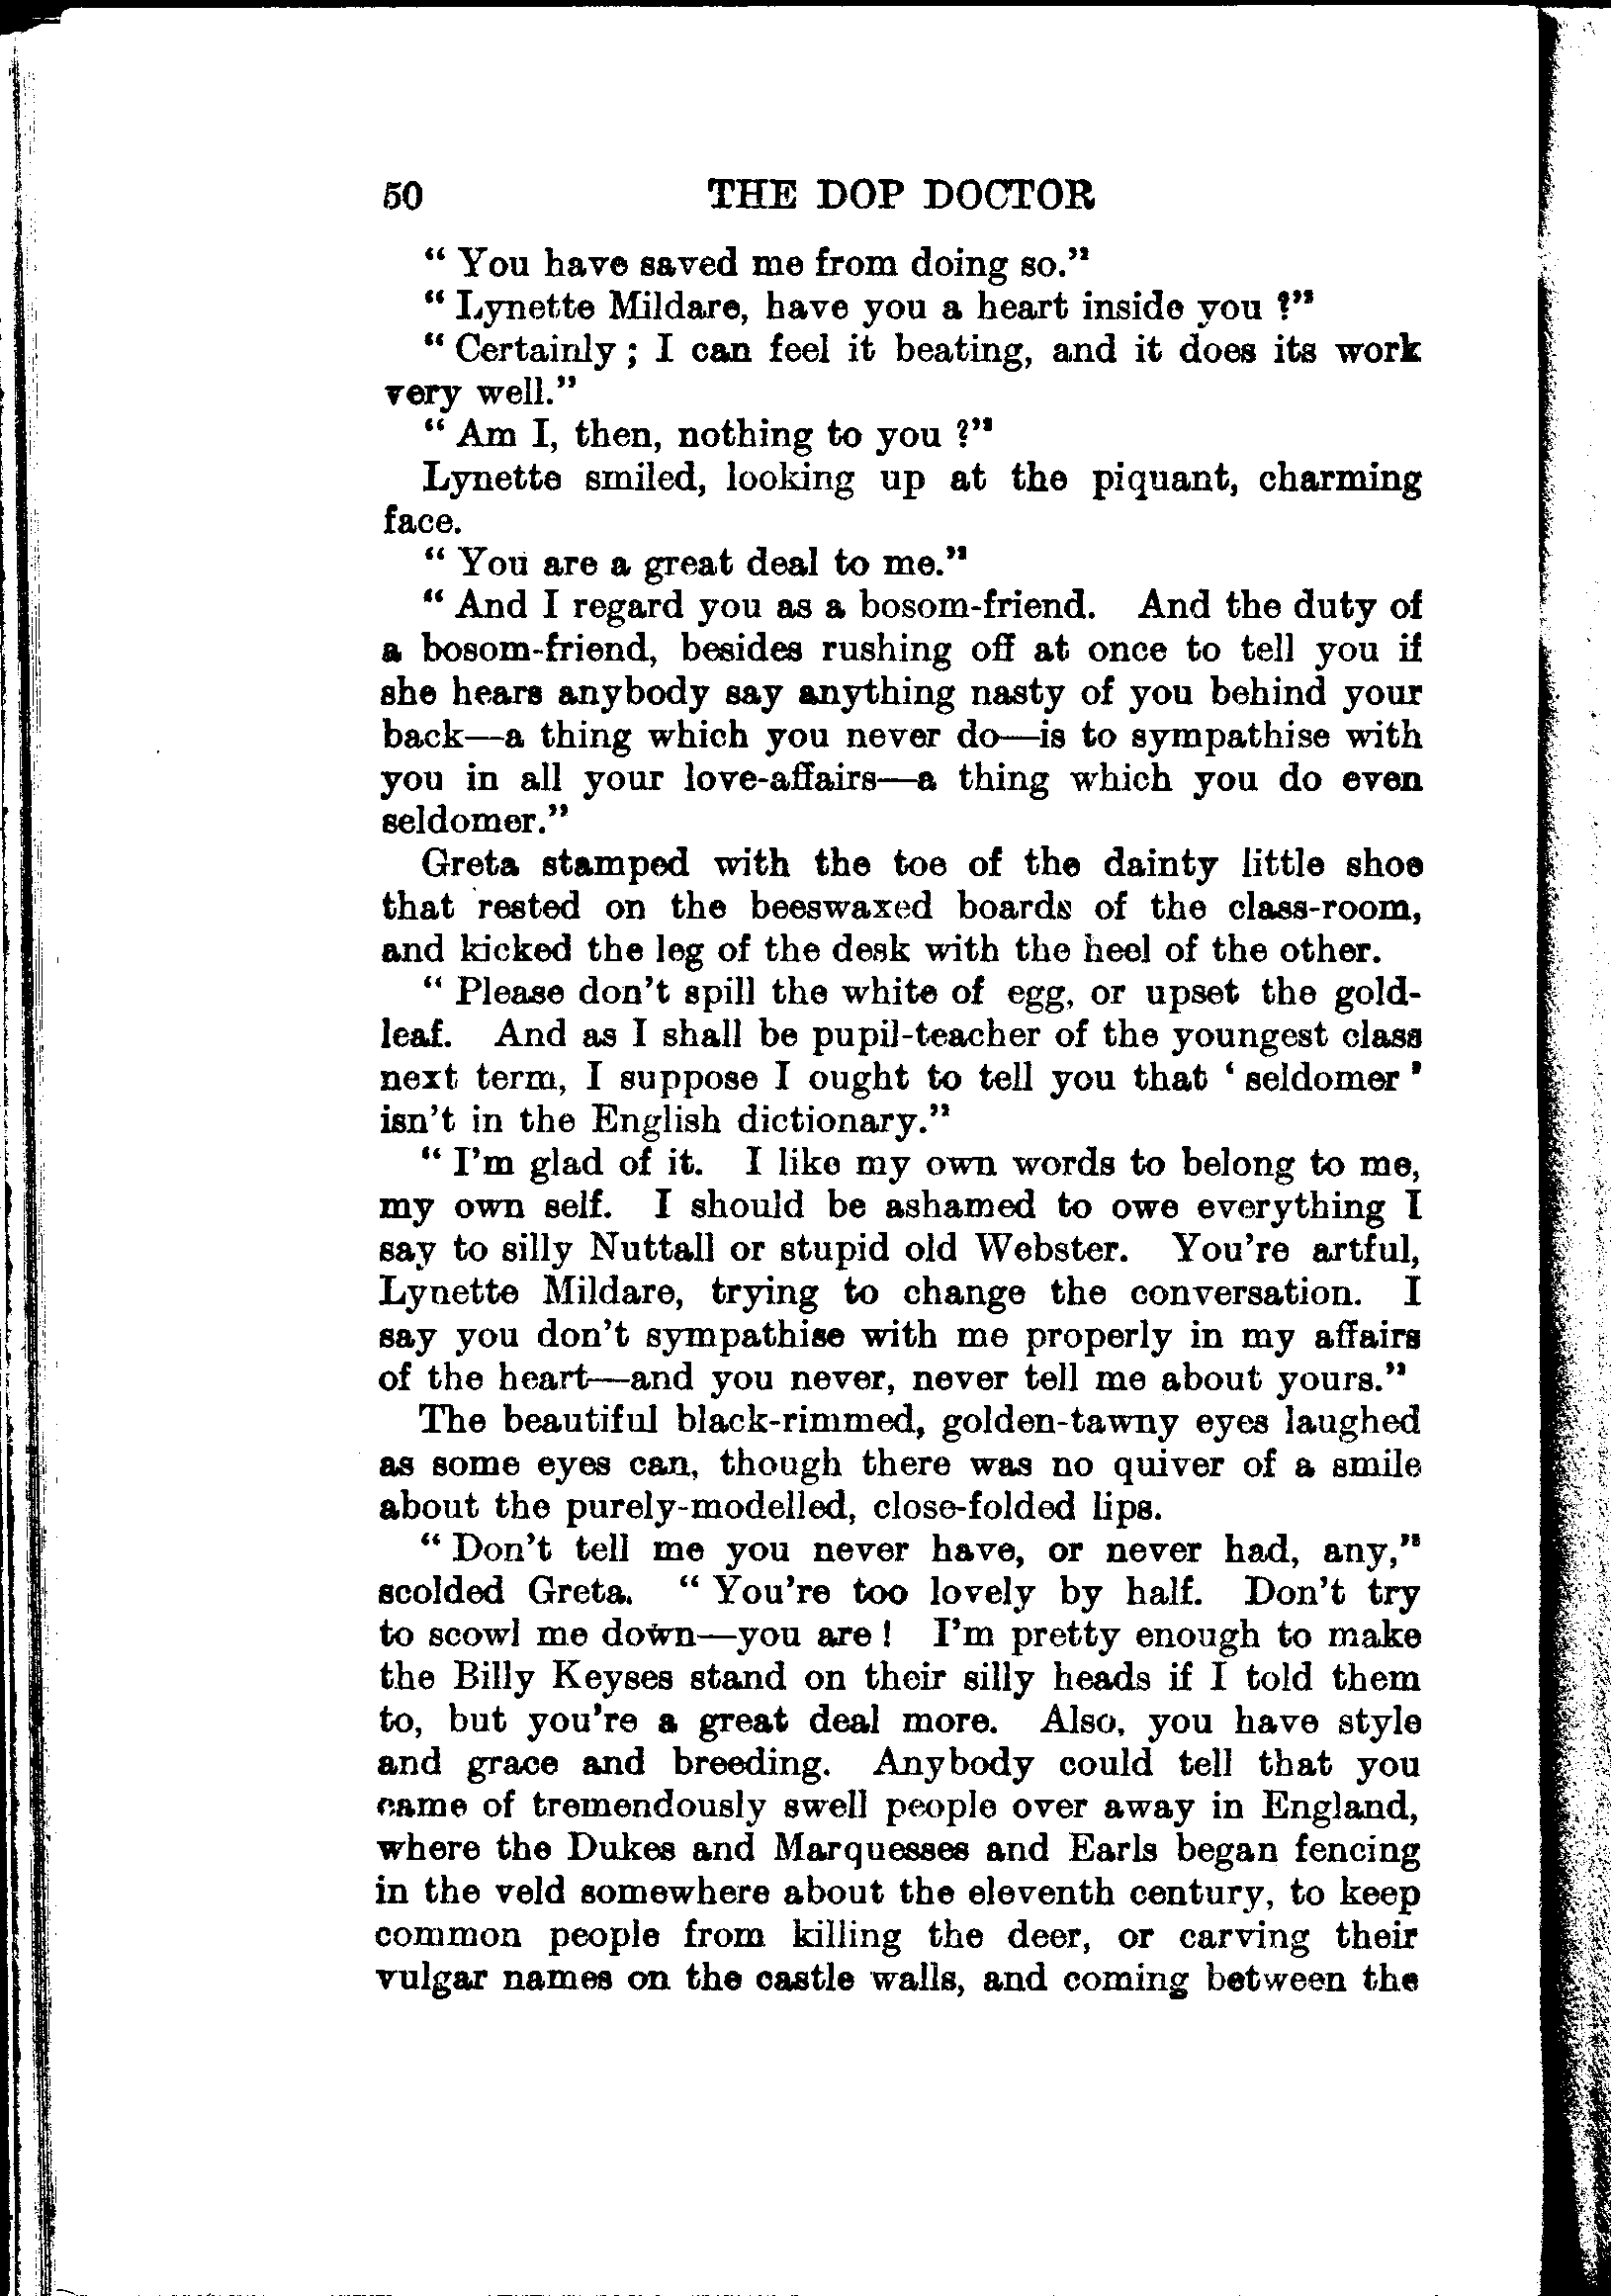 50 THE DOP DOCTOR
“ You have saved me from doing so.”
“ Lynette Mildare, have you a heart inside you ?”
“ Certainly ; I can feel it beating, and it does its work
very well.”
“ Am I, then, nothing to you ?”
Lynette smiled, looking up at the piquant, charming
face.
“ You are a great deal to me.”
“ And I regard you as a bosom-friend. And the duty of
a bosom-friend, besides rushing off at once to tell you if
she hears anybody say anything nasty of you behind your
back—a thing which you never do—is to sympathise with
you in all your love-affairs—a thing which you do even
seldomer.”
Greta stamped with the toe of the dainty little shoe
that rested on the beeswaxed boards of the class-room,
and kicked the leg of the desk with the heel of the other.
“ Please don't spill the white of egg, or upset the gold-
leaf. And as I shall be pupil-teacher of the youngest class
next term, I suppose I ought to tell you that ‘ seldomer ’
isn't in the English dictionary.”
“ I'm glad of it. I like my own words to belong to me,
my own self. I should be ashamed to owe everything I
say to silly Nuttall or stupid old Webster. You're artful,
Lynette Mildare, trying to change the conversation. I
say you don't sympathise with me properly in my affairs
of the heart—and you never, never tell me about yours.”
The beautiful black-rimmed, golden-tawny eyes laughed
as some eyes can, though there was no quiver of a smile
about the purely-modelled, close-folded lips.
“ Don't tell me you never have, or never had, any,”
scolded Greta. “ You're too lovely by half. Don't try
to scowl me down—you are ! I'm pretty enough to make
the Billy Keyses stand on their silly heads if I told them
to, but you're a great deal more. Also, you have style
and grace and breeding. Anybody could tell that you
came of tremendously swell people over away in England,
where the Dukes and Marquesses and Earls began fencing
in the veld somewhere about the eleventh century, to keep
common people from killing the deer, or carving their
vulgar names on the castle walls, and coming between the